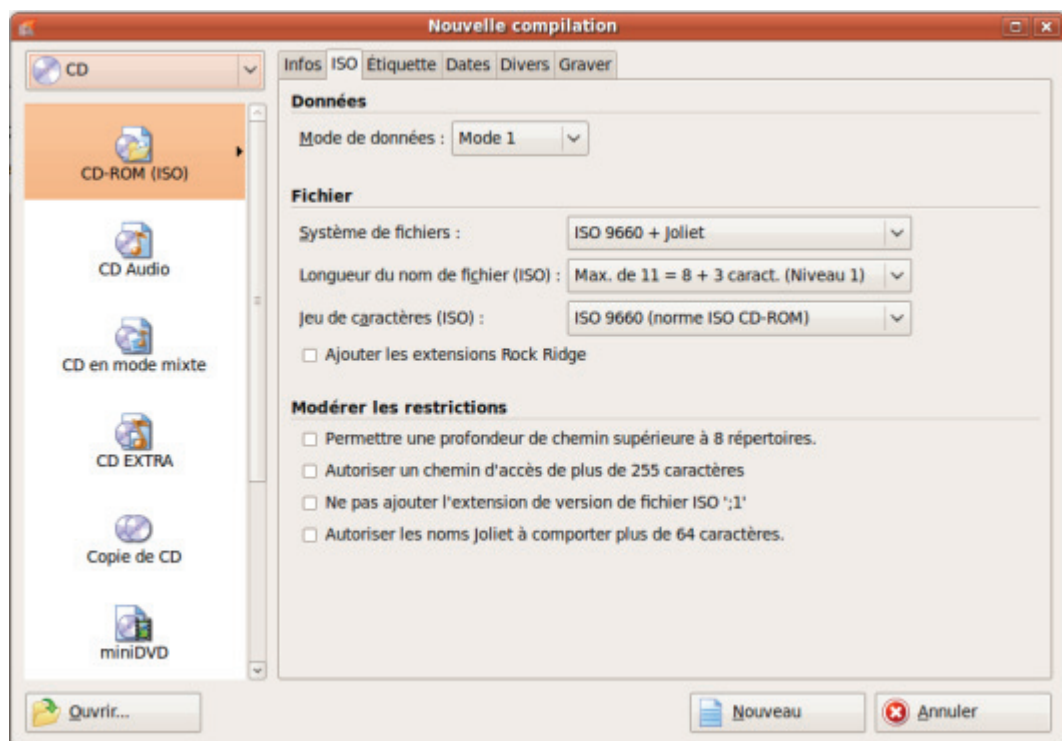 Nouvelle compilation
CD
CD-ROM (ISO)
CD Audio
CD en mode mixte
CD EXTRA
Copie de CD
miniDVD
Infos ISO Étiquette Dates Divers Graver
Données
Mode de données : Mode 1
Fichier
Système de fichiers : ISO 9660 + Joliet
Longueur du nom de fichier (ISO) : Max. de 11 = 8 + 3 caract. (Niveau 1)
Jeu de caractères (ISO) : ISO 9660 (norme ISO CD-ROM)
Ajouter les extensions Rock Ridge
Modérer les restrictions
Permettre une profondeur de chemin supérieure à 8 répertoires.
Autoriser un chemin d'accès de plus de 255 caractères
Ne pas ajouter l'extension de version de fichier ISO ';1'
Autoriser les noms Joliet à comporter plus de 64 caractères.
Ouvrir... Nouveau Annuler